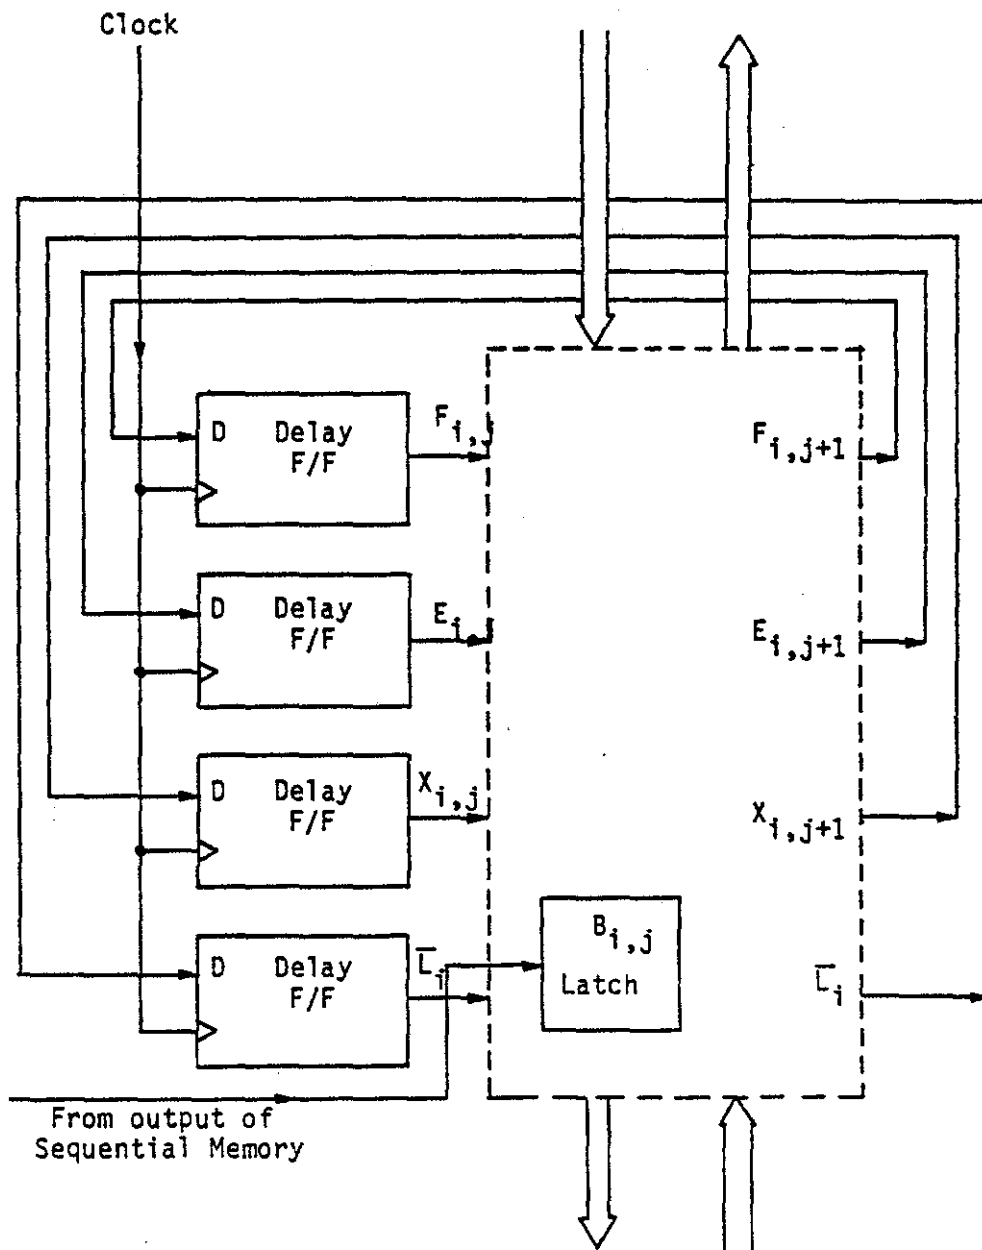 Clock
D Delay
F/F
F i,j
F i,j+1
D Delay
F/F
E i
E i,j+1
D Delay
F/F
X i,j
X i,j+1
D Delay
F/F
L̅ i
B i,j
Latch
L̅ i
From output of
Sequential Memory